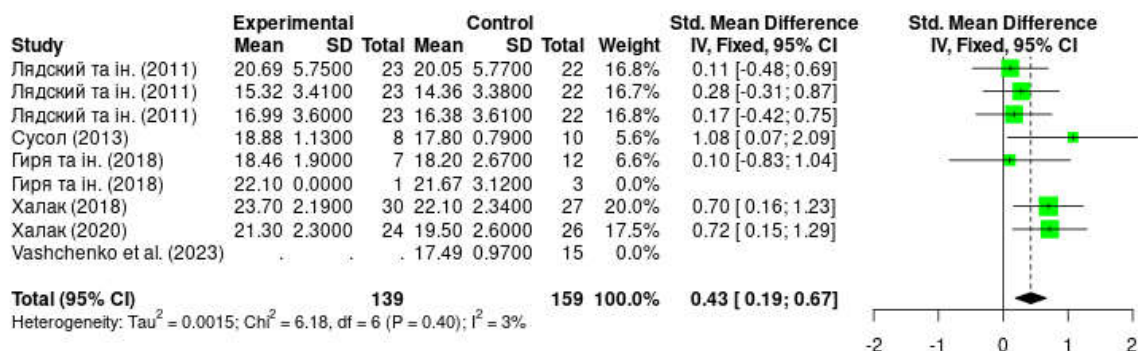 Experimental Control Std. Mean Difference Std. Mean Difference
Study Mean SD Total Mean SD Total Weight IV, Fixed, 95% CI IV, Fixed, 95% CI
Лядский та ін. (2011) 20.69 5.7500 23 20.05 5.7700 22 16.8% 0.11 [-0.48; 0.69]
Лядский та ін. (2011) 15.32 3.4100 23 14.36 3.3800 22 16.7% 0.28 [-0.31; 0.87]
Лядский та ін. (2011) 16.99 3.6000 23 16.38 3.6100 22 16.8% 0.17 [-0.42; 0.75]
Сусол (2013) 18.88 1.1300 8 17.80 0.7900 10 5.6% 1.08 [ 0.07; 2.09]
Гиря та ін. (2018) 18.46 1.9000 7 18.20 2.6700 12 6.6% 0.10 [-0.83; 1.04]
Гиря та ін. (2018) 22.10 0.0000 1 21.67 3.1200 3 0.0%
Халак (2018) 23.70 2.1900 30 22.10 2.3400 27 20.0% 0.70 [ 0.16; 1.23]
Халак (2020) 21.30 2.3000 24 19.50 2.6000 26 17.5% 0.72 [ 0.15; 1.29]
Vashchenko et al. (2023) . . . 17.49 0.9700 15 0.0%
Total (95% CI) 139 159 100.0% 0.43 [ 0.19; 0.67]
Heterogeneity: Tau² = 0.0015; Chi² = 6.18, df = 6 (P = 0.40); I² = 3%
-2 -1 0 1 2